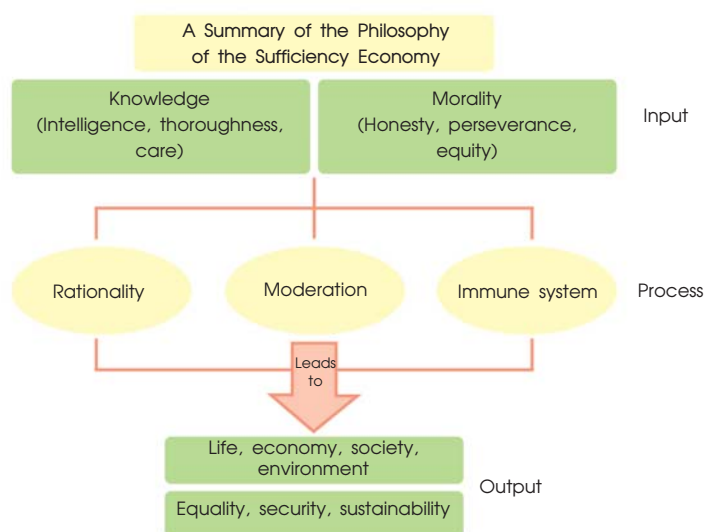 A Summary of the Philosophy
of the Sufficiency Economy
Knowledge
(Intelligence, thoroughness,
care)
Morality
(Honesty, perseverance,
equity)
Input
Rationality
Moderation
Immune system
Process
Leads
to
Life, economy, society,
environment
Output
Equality, security, sustainability